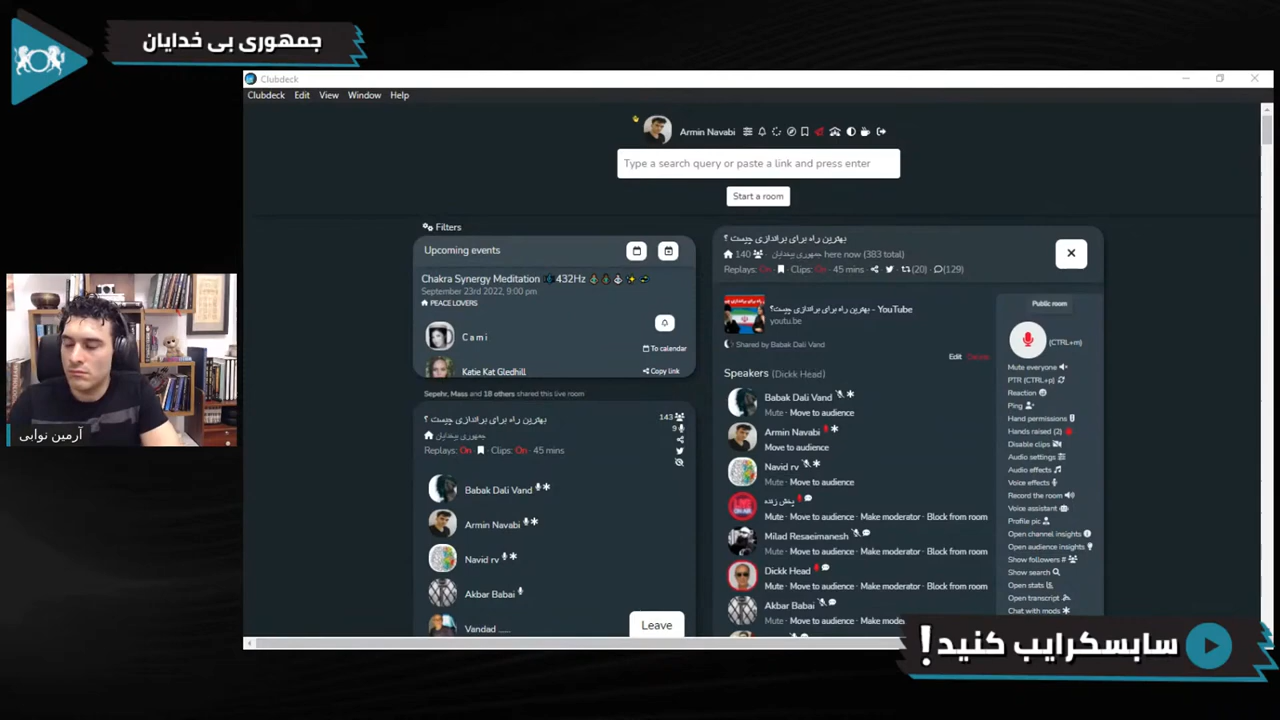 جمهوری بی خدایان
Clubdeck
Clubdeck Edit View Window Help
Armin Navabi
Type a search query or paste a link and press enter
Start a room
Filters
Upcoming events
Chakra Synergy Meditation 432Hz
September 23rd 2022, 9:00 pm
PEACE LOVERS
Cami
To calendar
Katie Kat Gledhill
Copy link
Sepehr, Mass and 18 others shared this live room
بهترین راه برای براندازی چیست ؟
143
جمهوری بیخدایان
9
Replays: On · Clips: On · 45 mins
Babak Dali Vand
Armin Navabi
Navid rv
Akbar Babai
Vandad
Leave
بهترین راه برای براندازی چیست ؟
140 جمهوری بیخدایان here now (383 total)
Replays: On · Clips: On · 45 mins · (20) · (129)
بهترین راه برای براندازی چیست؟ - YouTube
youtu.be
Shared by Babak Dali Vand
Edit Delete
Speakers (Dickk Head)
Babak Dali Vand
Mute · Move to audience
Armin Navabi
Move to audience
Navid rv
Mute · Move to audience
پخش زنده
Mute · Move to audience · Make moderator · Block from room
Milad Resaeimanesh
Mute · Move to audience · Make moderator · Block from room
Dickk Head
Mute · Move to audience · Make moderator · Block from room
Akbar Babai
Mute · Move to audience · Make mode
Public room
(CTRL+m)
Mute everyone
PTR (CTRL+p)
Reaction
Ping
Hand permissions
Hands raised (2)
Disable clips
Audio settings
Audio effects
Voice effects
Record the room
Voice assistant
Profile pic
Open channel insights
Open audience insights
Show followers #
Show search
Open stats
Open transcript
Chat with mods
آرمین نوابی
سابسکرایب کنید!